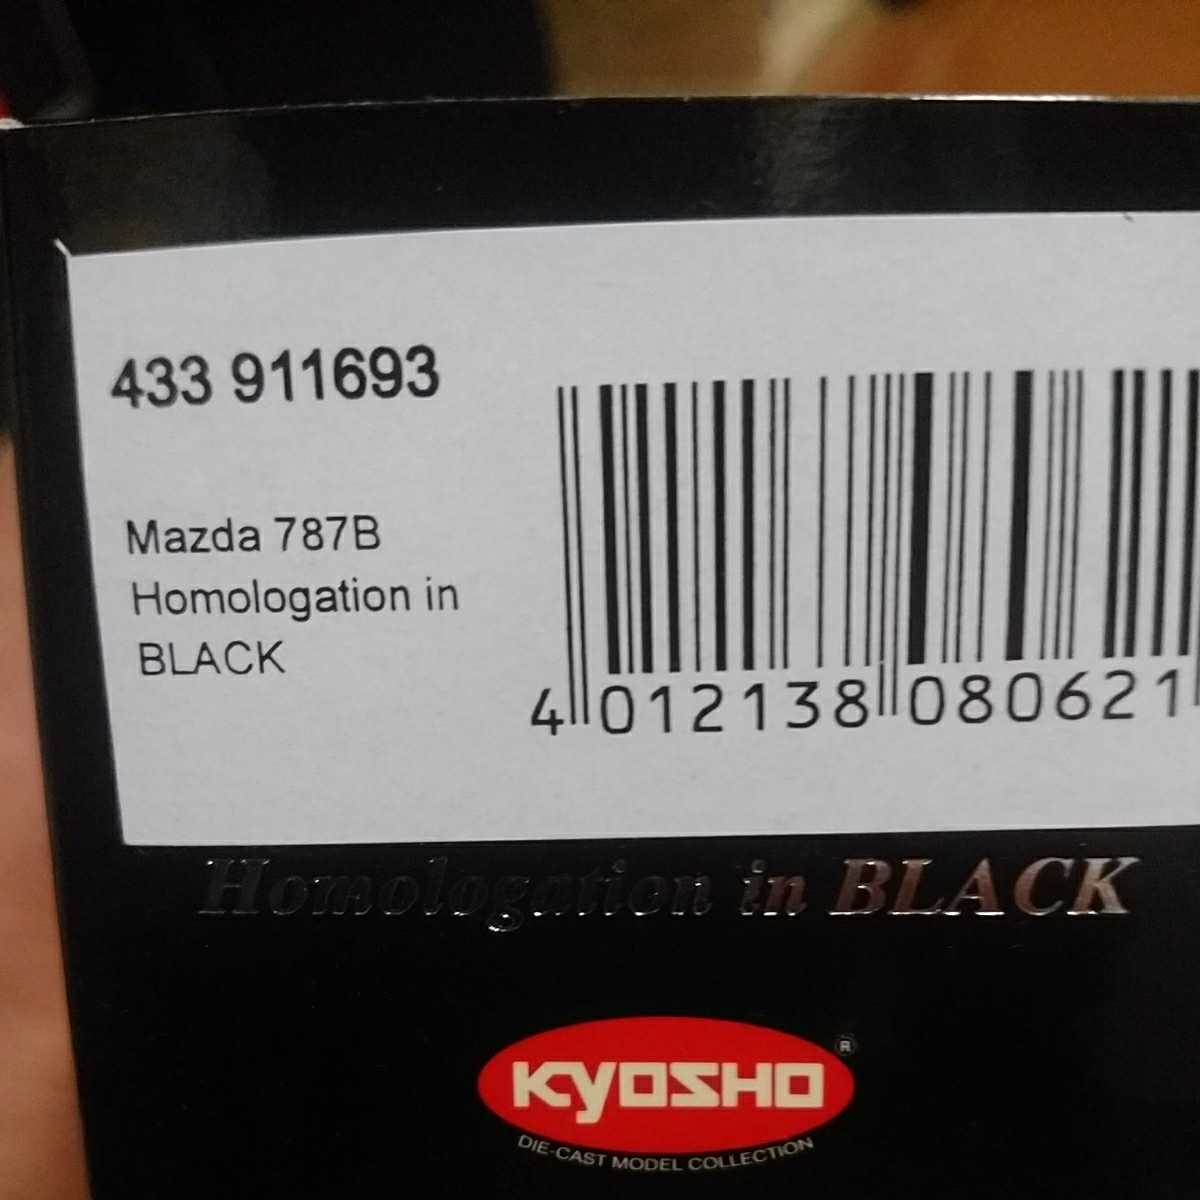 433 911693
Mazda 787B
Homologation in
BLACK
4 012138 080621
Homologation in BLACK
KYOSHO ®
DIE-CAST MODEL COLLECTION